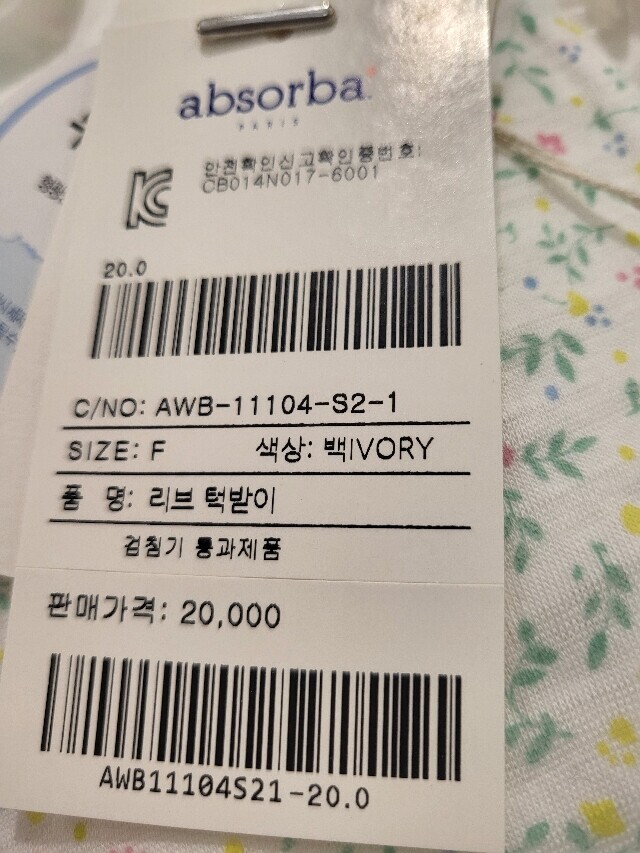 absorba
PARIS
안전확인신고확인증번호:
CB014N017-6001
20.0
C/NO: AWB-11104-S2-1
SIZE: F 색상: 백IVORY
품 명: 리브 턱받이
검침기 통과제품
판매가격: 20,000
AWB11104S21-20.0